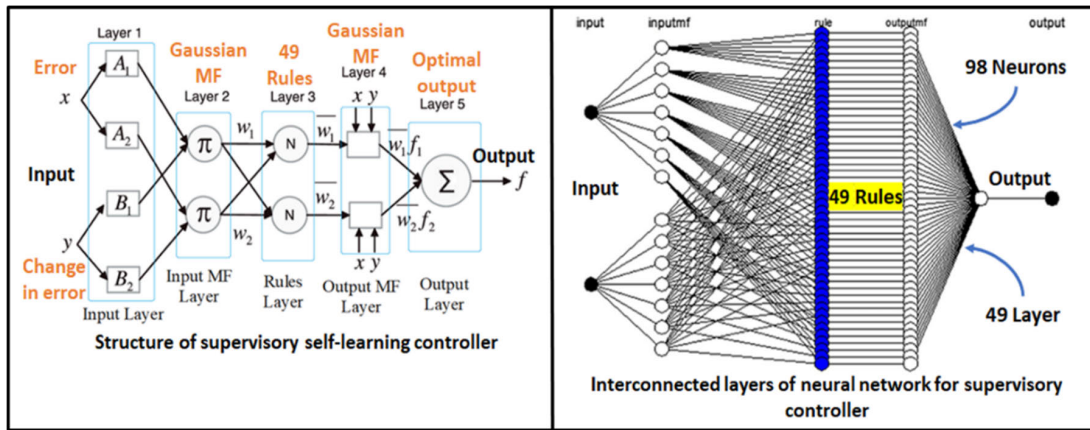 Layer 1
Gaussian
MF
Layer 2
49
Rules
Layer 3
Gaussian
MF
Layer 4
Optimal
output
Layer 5
Error
x
A1
A2
Input
B1
B2
y
Change
in error
π
π
w1
w2
N
N
w1
w2
x y
x y
w1 f1
w2 f2
Σ
Output
f
Input Layer
Input MF
Layer
Rules
Layer
Output MF
Layer
Output Layer
Structure of supervisory self-learning controller
input
inputmf
rule
outputmf
output
98 Neurons
Input
49 Rules
Output
49 Layer
Interconnected layers of neural network for supervisory
controller